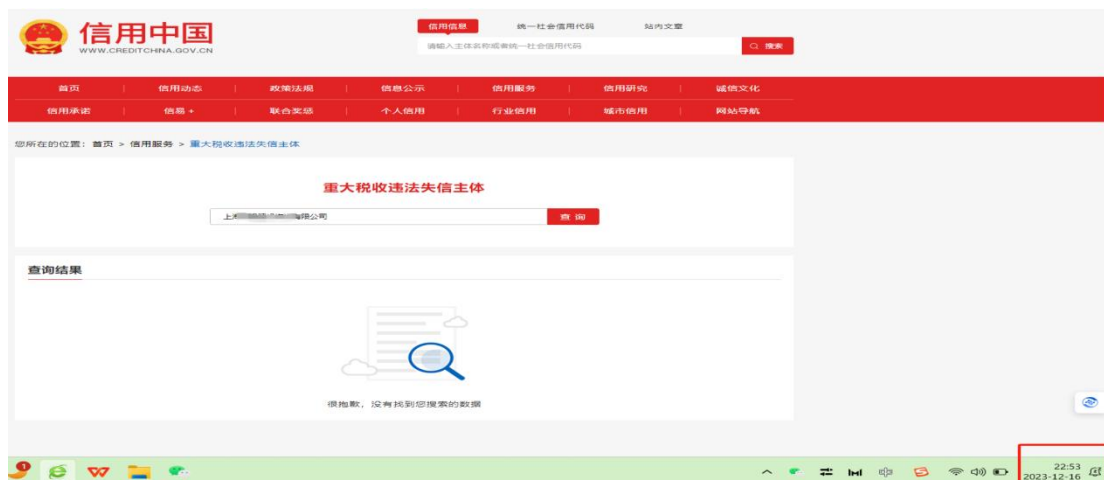 信用中国
WWW.CREDITCHINA.GOV.CN
信用信息 统一社会信用代码 站内文章
请输入主体名称或者统一社会信用代码 搜索
首页 信用动态 政策法规 信息公示 信用服务 信用研究 诚信文化
信用承诺 信易+ 联合奖惩 个人信用 行业信用 城市信用 网站导航
您所在的位置: 首页 > 信用服务 > 重大税收违法失信主体
重大税收违法失信主体
上 限公司 查询
查询结果
很抱歉, 没有找到您搜索的数据
1
中
22:53
2023-12-16